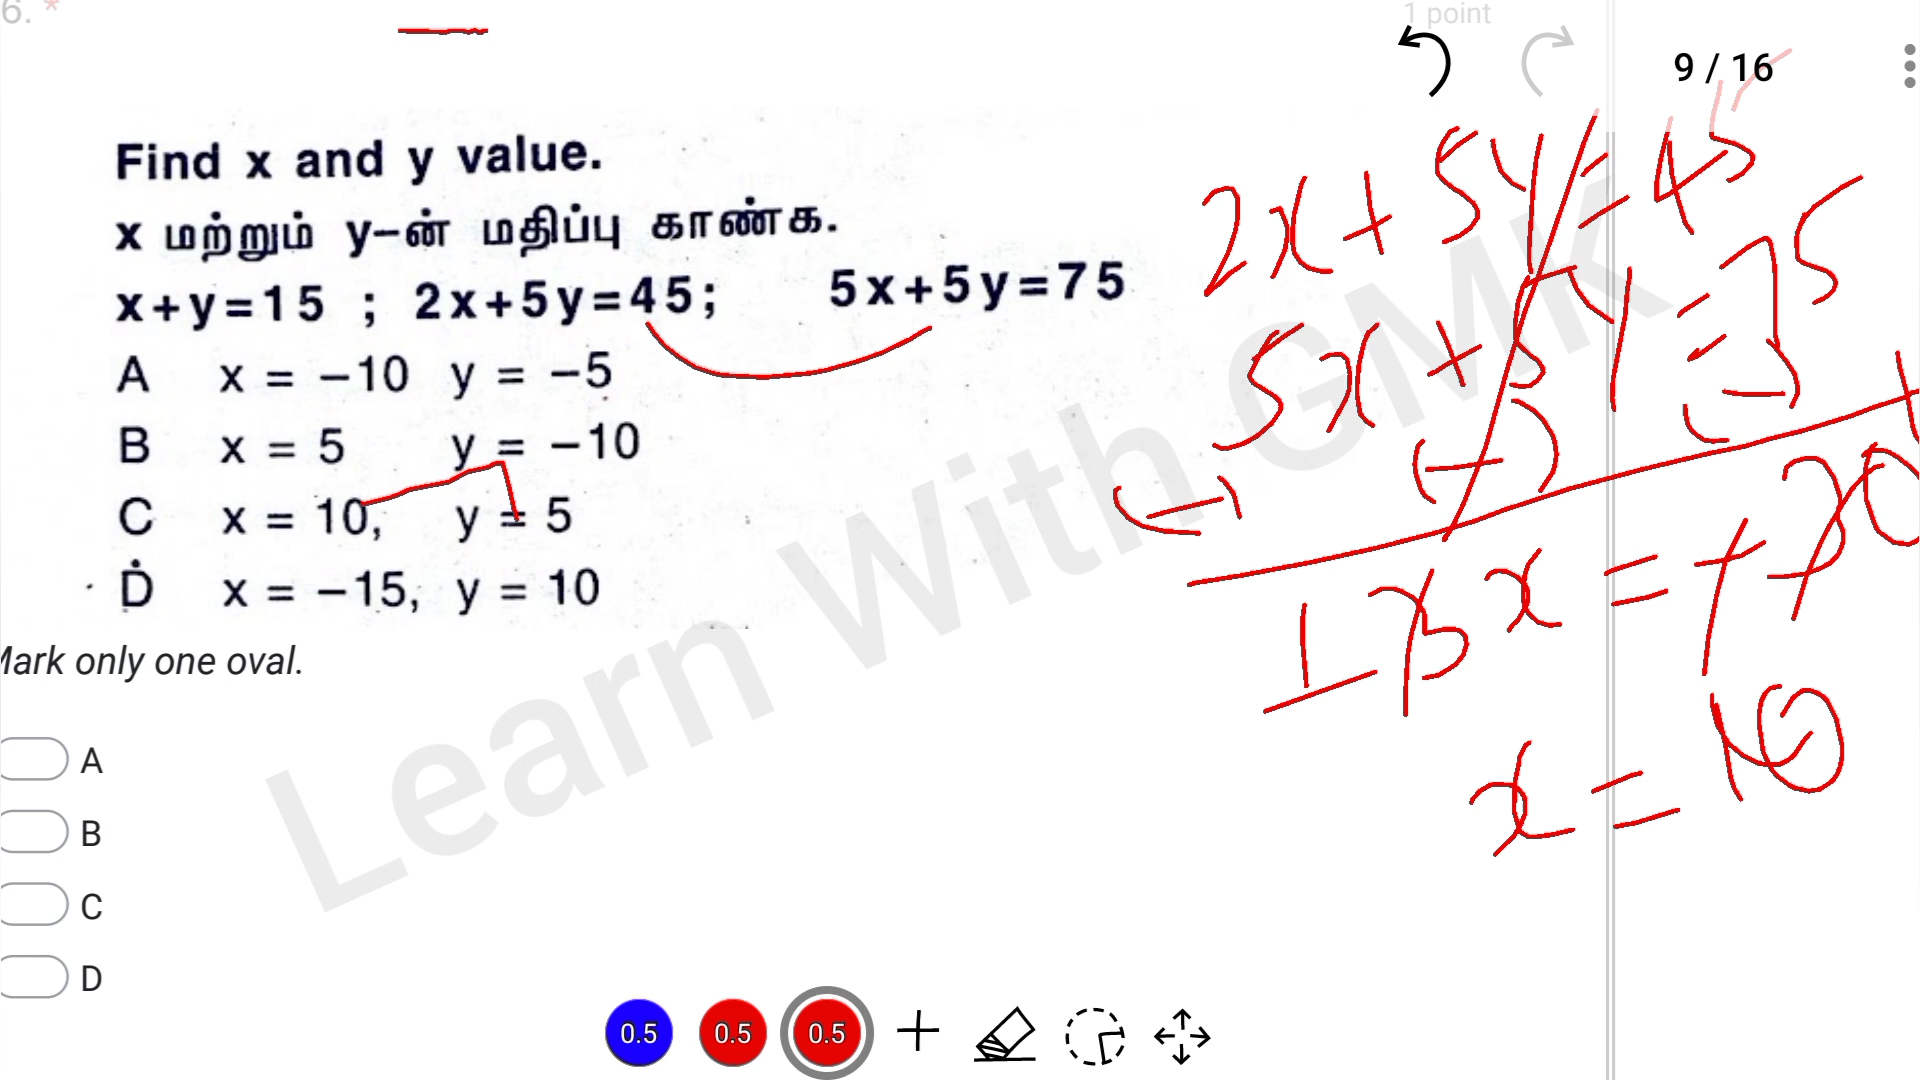 6. *
1 point
9 / 16
Find x and y value.
x மற்றும் y-ன் மதிப்பு காண்க.
x+y=15 ; 2x+5y=45; 5x+5y=75
A x = −10 y = −5
B x = 5 y = −10
C x = 10, y = 5
D x = −15, y = 10
Mark only one oval.
A
B
C
D
2x + 5y = 45
5x + 5y = 75
(-) (-) (-)
-3x = -30
x = 10
Learn With GMK
0.5 0.5 0.5